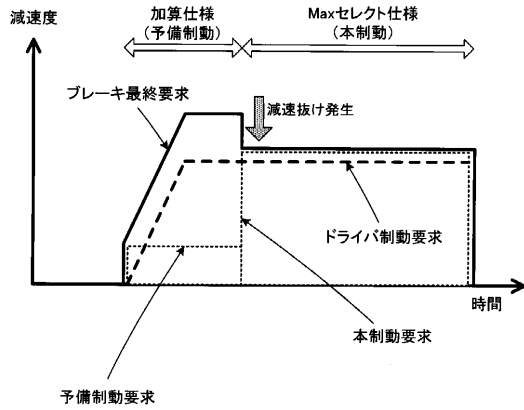 減速度
加算仕様
(予備制動)
Maxセレクト仕様
(本制動)
ブレーキ最終要求
減速抜け発生
ドライバ制動要求
時間
本制動要求
予備制動要求